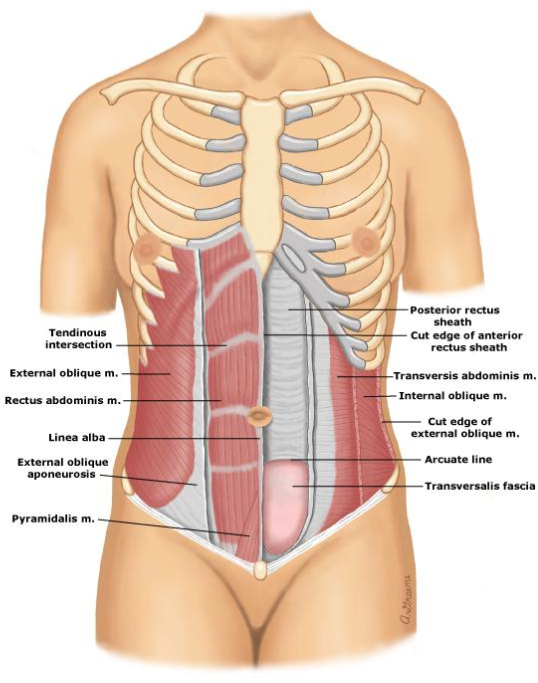 Tendinous
intersection
External oblique m.
Rectus abdominis m.
Linea alba
External oblique
aponeurosis
Pyramidalis m.
Posterior rectus
sheath
Cut edge of anterior
rectus sheath
Transversis abdominis m.
Internal oblique m.
Cut edge of
external oblique m.
Arcuate line
Transversalis fascia